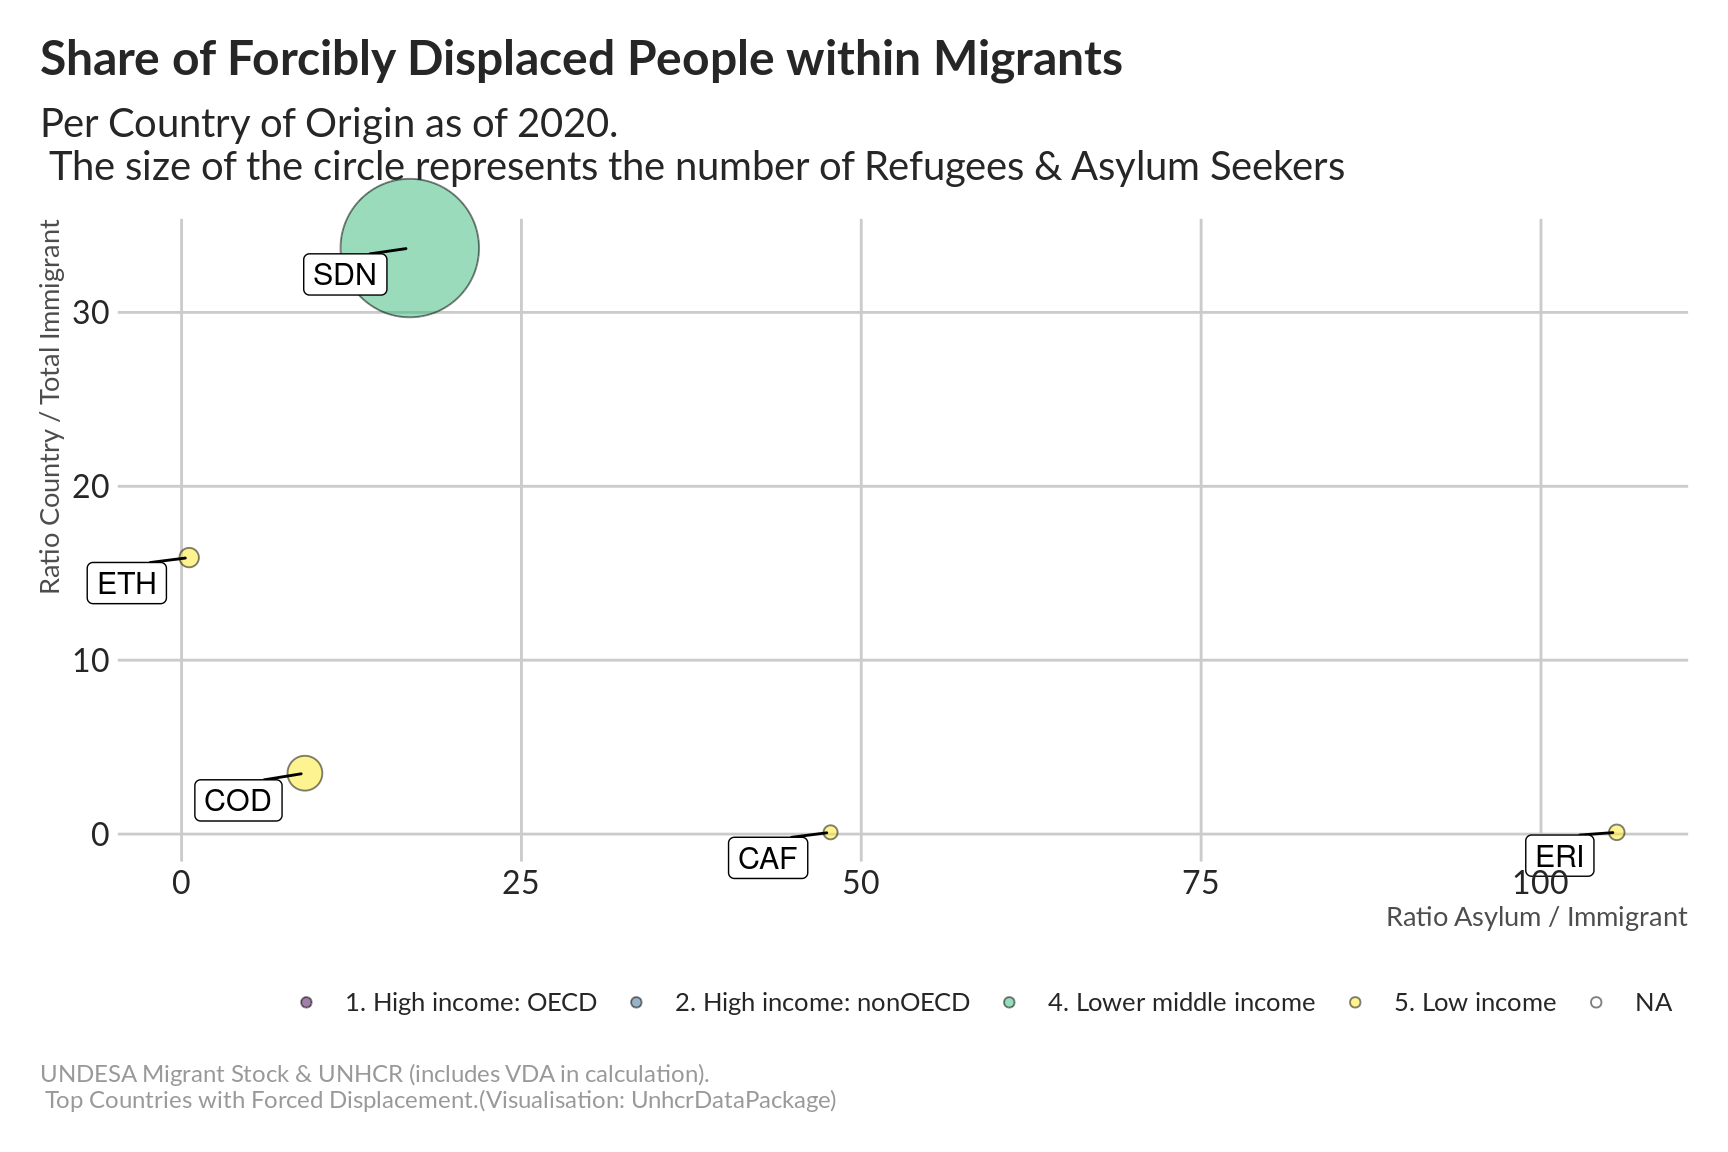 Share of Forcibly Displaced People within Migrants
Per Country of Origin as of 2020.
The size of the circle represents the number of Refugees & Asylum Seekers
Ratio Country / Total Immigrant
30
20
10
0
SDN
ETH
COD
CAF
ERI
0
25
50
75
100
Ratio Asylum / Immigrant
1. High income: OECD
2. High income: nonOECD
4. Lower middle income
5. Low income
NA
UNDESA Migrant Stock & UNHCR (includes VDA in calculation).
Top Countries with Forced Displacement.(Visualisation: UnhcrDataPackage)